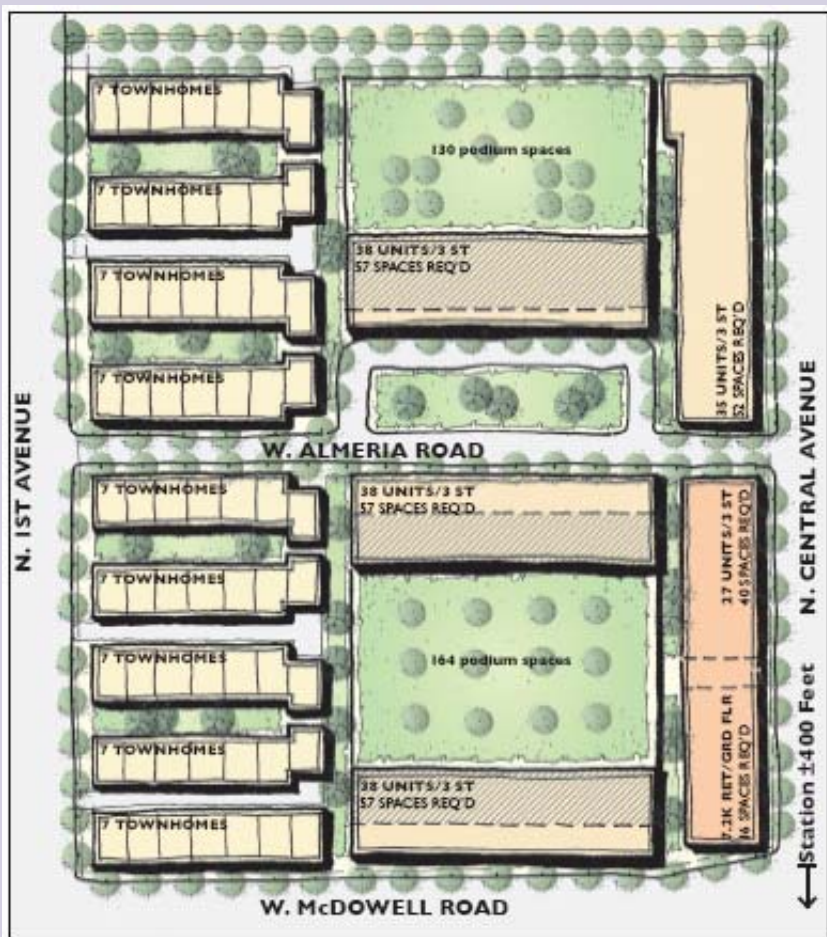 7 TOWNHOMES
7 TOWNHOMES
7 TOWNHOMES
7 TOWNHOMES
130 podium spaces
38 UNITS/3 ST
57 SPACES REQ'D
35 UNITS/3 ST
52 SPACES REQ'D
N. 1ST AVENUE
W. ALMERIA ROAD
N. CENTRAL AVENUE
7 TOWNHOMES
7 TOWNHOMES
7 TOWNHOMES
7 TOWNHOMES
7 TOWNHOMES
38 UNITS/3 ST
57 SPACES REQ'D
164 podium spaces
38 UNITS/3 ST
57 SPACES REQ'D
27 UNITS/3 ST
40 SPACES REQ'D
7.2K RET/GRD FLR
16 SPACES REQ'D
Station ±400 Feet
W. McDOWELL ROAD